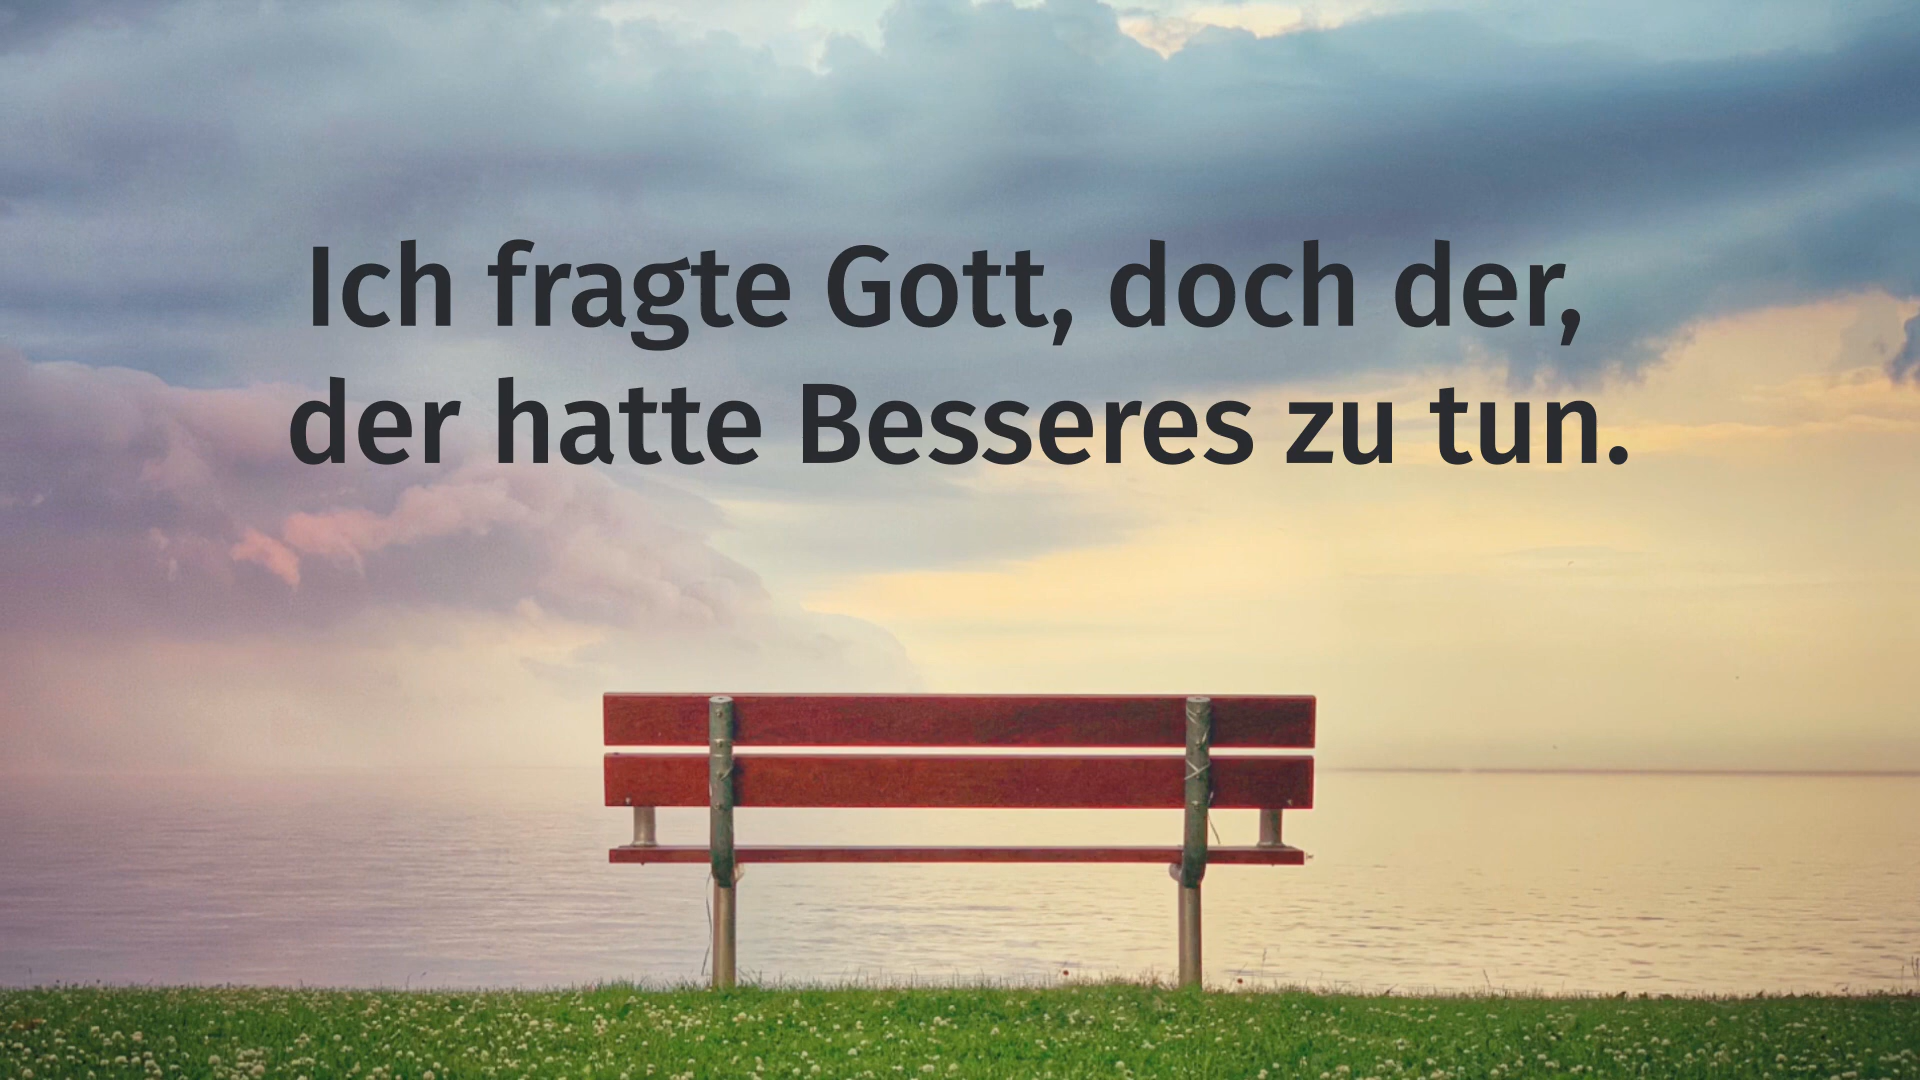 Ich fragte Gott, doch der,
der hatte Besseres zu tun.